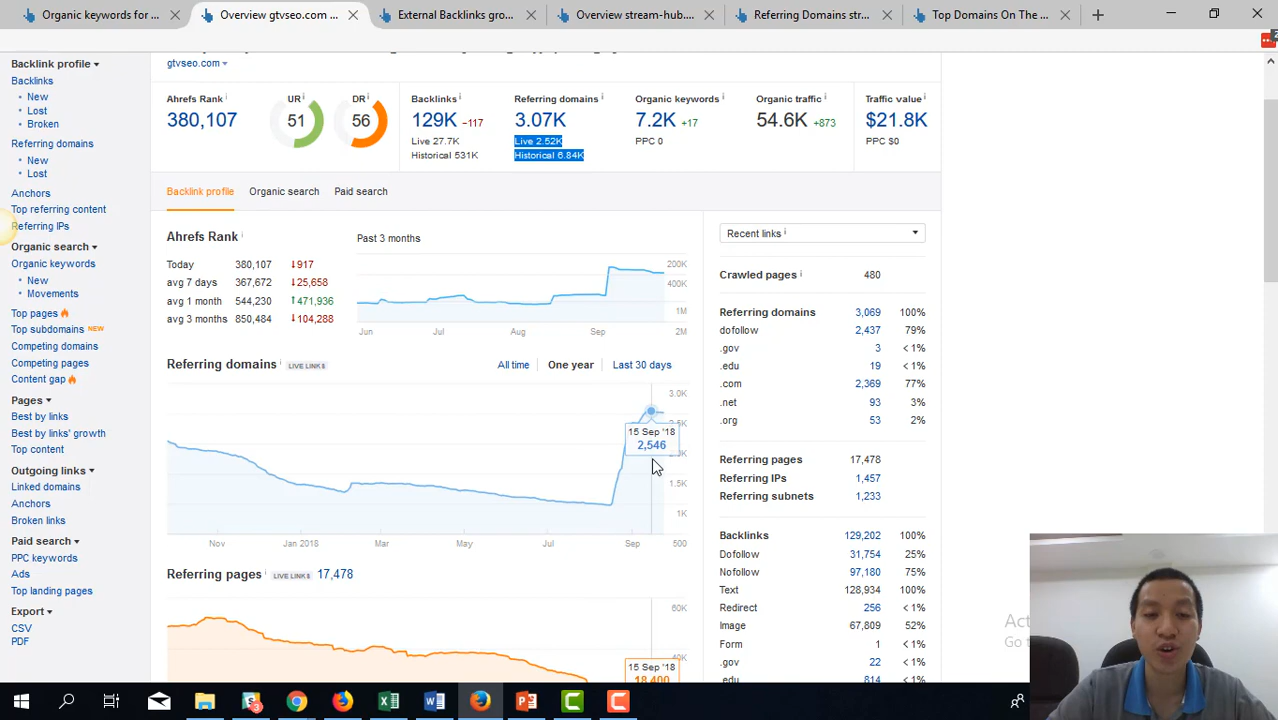 Organic keywords for ...
Overview gtvseo.com ...
External Backlinks gro...
Overview stream-hub....
Referring Domains str...
Top Domains On The ...
Backlink profile
gtvseo.com
Backlinks
New
Lost
Broken
Referring domains
New
Lost
Anchors
Top referring content
Referring IPs
Organic search
Organic keywords
New
Movements
Top pages
Top subdomains NEW
Competing domains
Competing pages
Content gap
Pages
Best by links
Best by links' growth
Top content
Outgoing links
Linked domains
Anchors
Broken links
Paid search
PPC keywords
Ads
Top landing pages
Export
CSV
PDF
Ahrefs Rank
380,107
UR
51
DR
56
Backlinks
129K -117
Live 27.7K
Historical 531K
Referring domains
3.07K
Live 2.52K
Historical 6.84K
Organic keywords
7.2K +17
PPC 0
Organic traffic
54.6K +873
Traffic value
$21.8K
PPC $0
Backlink profile
Organic search
Paid search
Ahrefs Rank
Today 380,107 ↓917
avg 7 days 367,672 ↓25,658
avg 1 month 544,230 ↑471,936
avg 3 months 850,484 ↓104,288
Past 3 months
200K
400K
1M
2M
Jun Jul Aug Sep
Referring domains LIVE LINKS
All time One year Last 30 days
3.0K
1.5K
1K
500
15 Sep '18
2,546
Nov Jan 2018 Mar May Jul Sep
Referring pages LIVE LINKS 17,478
60K
15 Sep '18
18,400
Recent links
Crawled pages 480
Referring domains 3,069 100%
dofollow 2,437 79%
.gov 3 < 1%
.edu 19 < 1%
.com 2,369 77%
.net 93 3%
.org 53 2%
Referring pages 17,478
Referring IPs 1,457
Referring subnets 1,233
Backlinks 129,202 100%
Dofollow 31,754 25%
Nofollow 97,180 75%
Text 128,934 100%
Redirect 256 < 1%
Image 67,809 52%
Form 1 < 1%
.gov 22 < 1%
.edu 814 < 1%